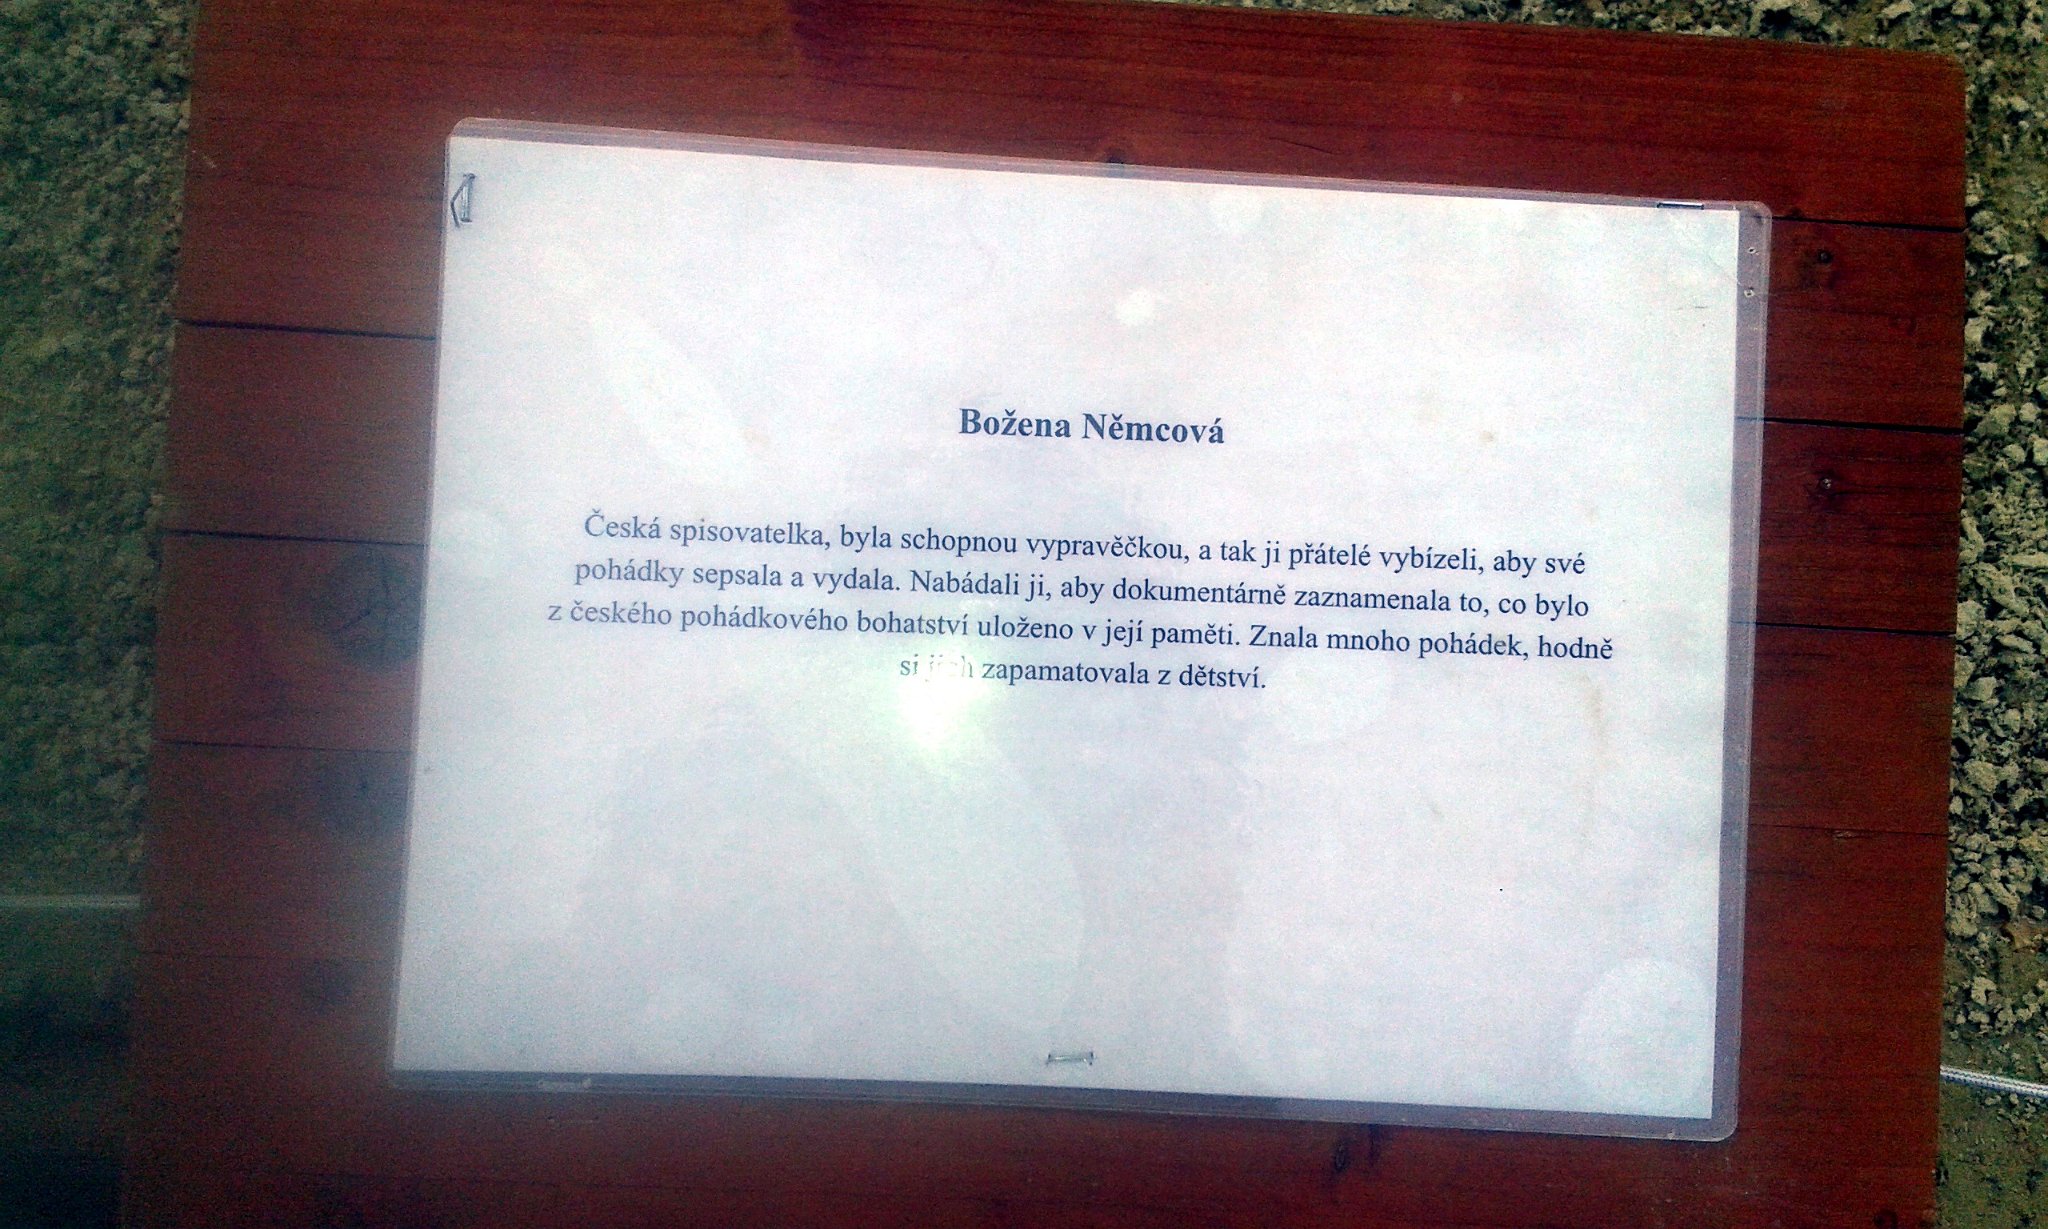 Božena Němcová
Česká spisovatelka, byla schopnou vypravěčkou, a tak ji přátelé vybízeli, aby své
pohádky sepsala a vydala. Nabádali ji, aby dokumentárně zaznamenala to, co bylo
z českého pohádkového bohatství uloženo v její paměti. Znala mnoho pohádek, hodně
si jich zapamatovala z dětství.